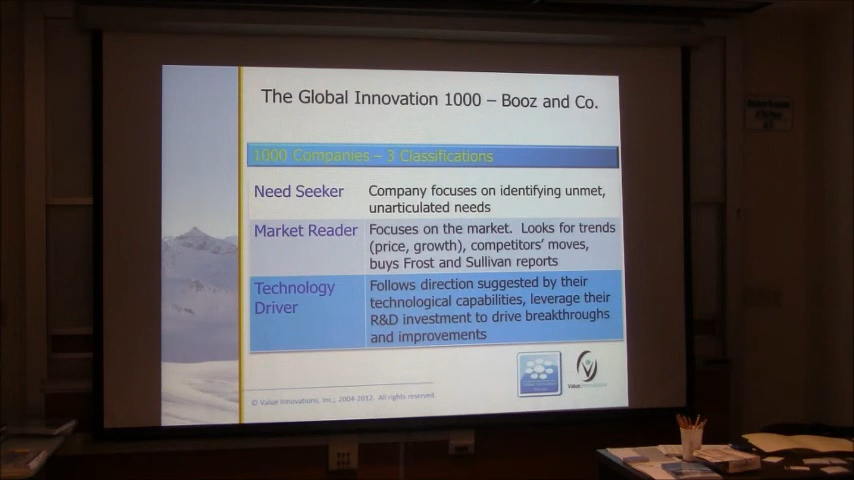 The Global Innovation 1000 – Booz and Co.
1000 Companies – 3 Classifications
Need Seeker
Company focuses on identifying unmet,
unarticulated needs
Market Reader
Focuses on the market. Looks for trends
(price, growth), competitors' moves,
buys Frost and Sullivan reports
Technology
Driver
Follows direction suggested by their
technological capabilities, leverage their
R&D investment to drive breakthroughs
and improvements
© Value Innovations, Inc., 2004-2012. All rights reserved.
ValueInnovations